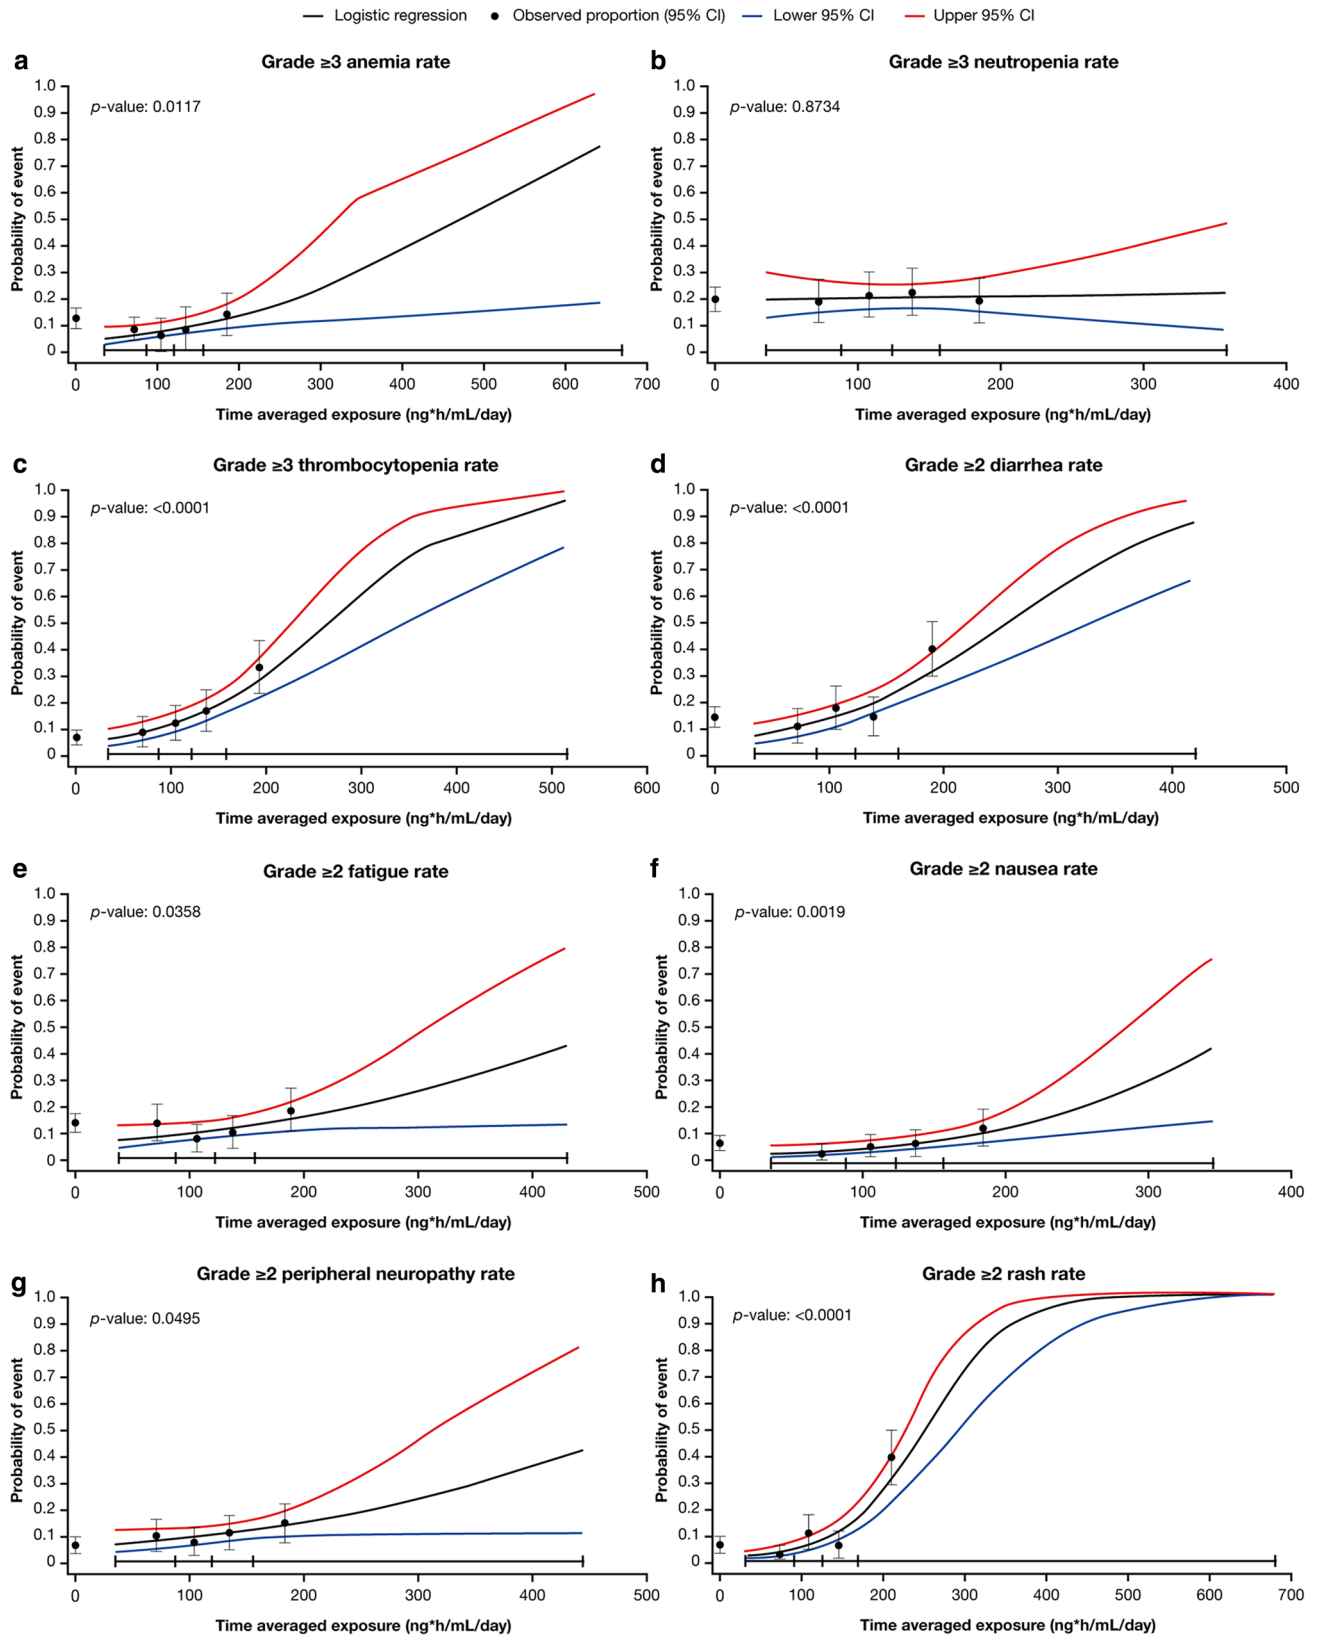 Logistic regression Observed proportion (95% CI) Lower 95% CI Upper 95% CI
a Grade ≥3 anemia rate
p-value: 0.0117
Probability of event
1.0
0.9
0.8
0.7
0.6
0.5
0.4
0.3
0.2
0.1
0
0 100 200 300 400 500 600 700
Time averaged exposure (ng*h/mL/day)
b Grade ≥3 neutropenia rate
p-value: 0.8734
Probability of event
1.0
0.9
0.8
0.7
0.6
0.5
0.4
0.3
0.2
0.1
0
0 100 200 300 400
Time averaged exposure (ng*h/mL/day)
c Grade ≥3 thrombocytopenia rate
p-value: <0.0001
Probability of event
1.0
0.9
0.8
0.7
0.6
0.5
0.4
0.3
0.2
0.1
0
0 100 200 300 400 500 600
Time averaged exposure (ng*h/mL/day)
d Grade ≥2 diarrhea rate
p-value: <0.0001
Probability of event
1.0
0.9
0.8
0.7
0.6
0.5
0.4
0.3
0.2
0.1
0
0 100 200 300 400 500
Time averaged exposure (ng*h/mL/day)
e Grade ≥2 fatigue rate
p-value: 0.0358
Probability of event
1.0
0.9
0.8
0.7
0.6
0.5
0.4
0.3
0.2
0.1
0
0 100 200 300 400 500
Time averaged exposure (ng*h/mL/day)
f Grade ≥2 nausea rate
p-value: 0.0019
Probability of event
1.0
0.9
0.8
0.7
0.6
0.5
0.4
0.3
0.2
0.1
0
0 100 200 300 400
Time averaged exposure (ng*h/mL/day)
g Grade ≥2 peripheral neuropathy rate
p-value: 0.0495
Probability of event
1.0
0.9
0.8
0.7
0.6
0.5
0.4
0.3
0.2
0.1
0
0 100 200 300 400 500
Time averaged exposure (ng*h/mL/day)
h Grade ≥2 rash rate
p-value: <0.0001
Probability of event
1.0
0.9
0.8
0.7
0.6
0.5
0.4
0.3
0.2
0.1
0
0 100 200 300 400 500 600 700
Time averaged exposure (ng*h/mL/day)